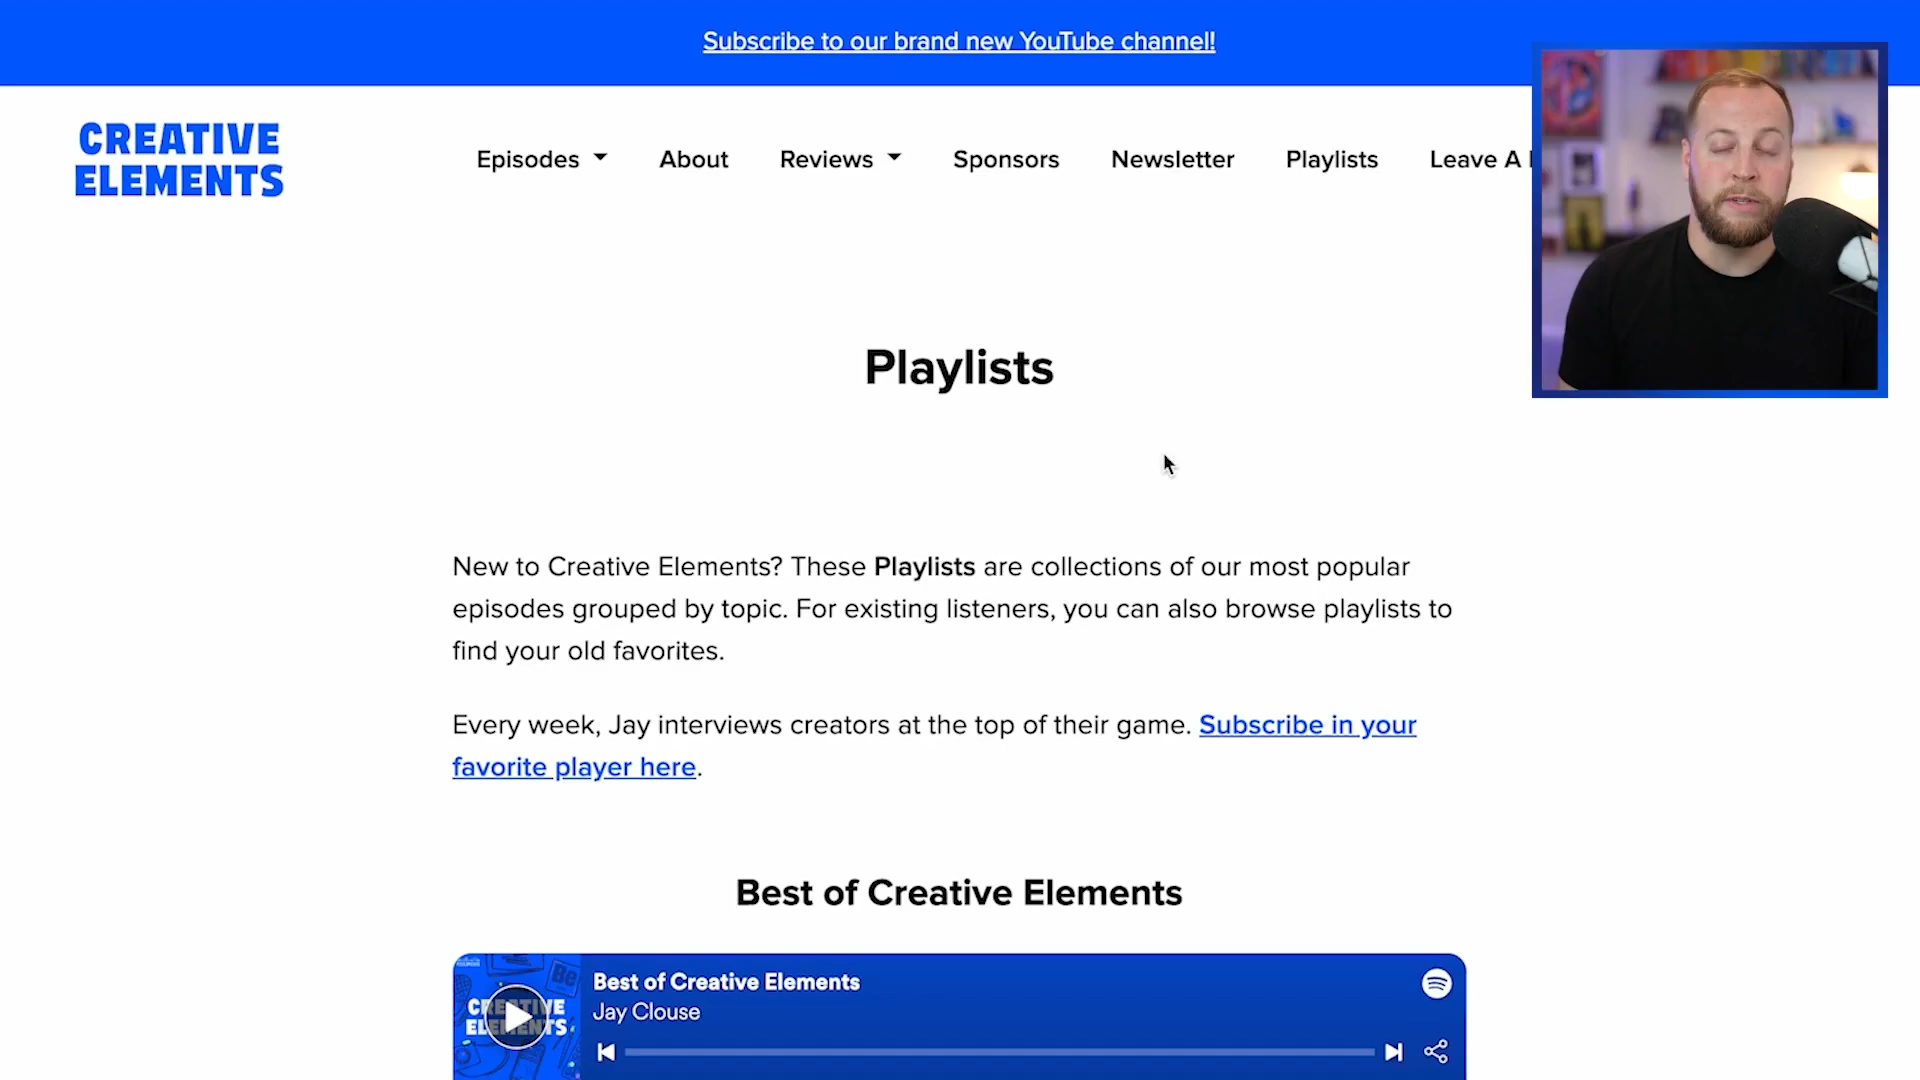 Subscribe to our brand new YouTube channel!
CREATIVE
ELEMENTS
Episodes
About
Reviews
Sponsors
Newsletter
Playlists
Leave A
Playlists
New to Creative Elements? These Playlists are collections of our most popular
episodes grouped by topic. For existing listeners, you can also browse playlists to
find your old favorites.
Every week, Jay interviews creators at the top of their game. Subscribe in your
favorite player here.
Best of Creative Elements
Be
CREATIVE
ELEMENTS
Best of Creative Elements
Jay Clouse